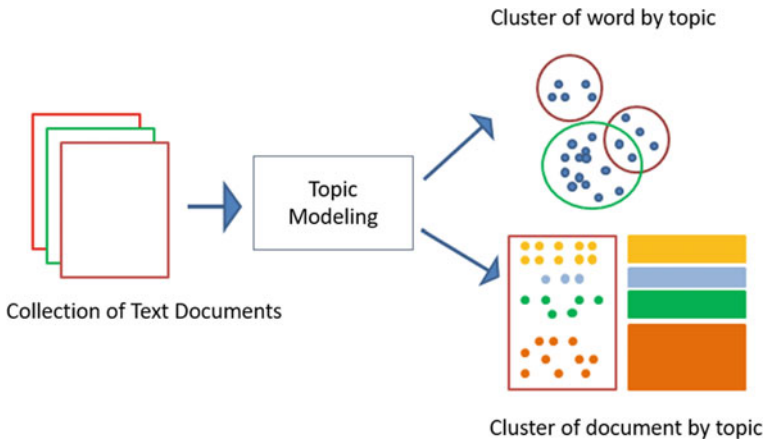 Cluster of word by topic
Topic
Modeling
Collection of Text Documents
Cluster of document by topic